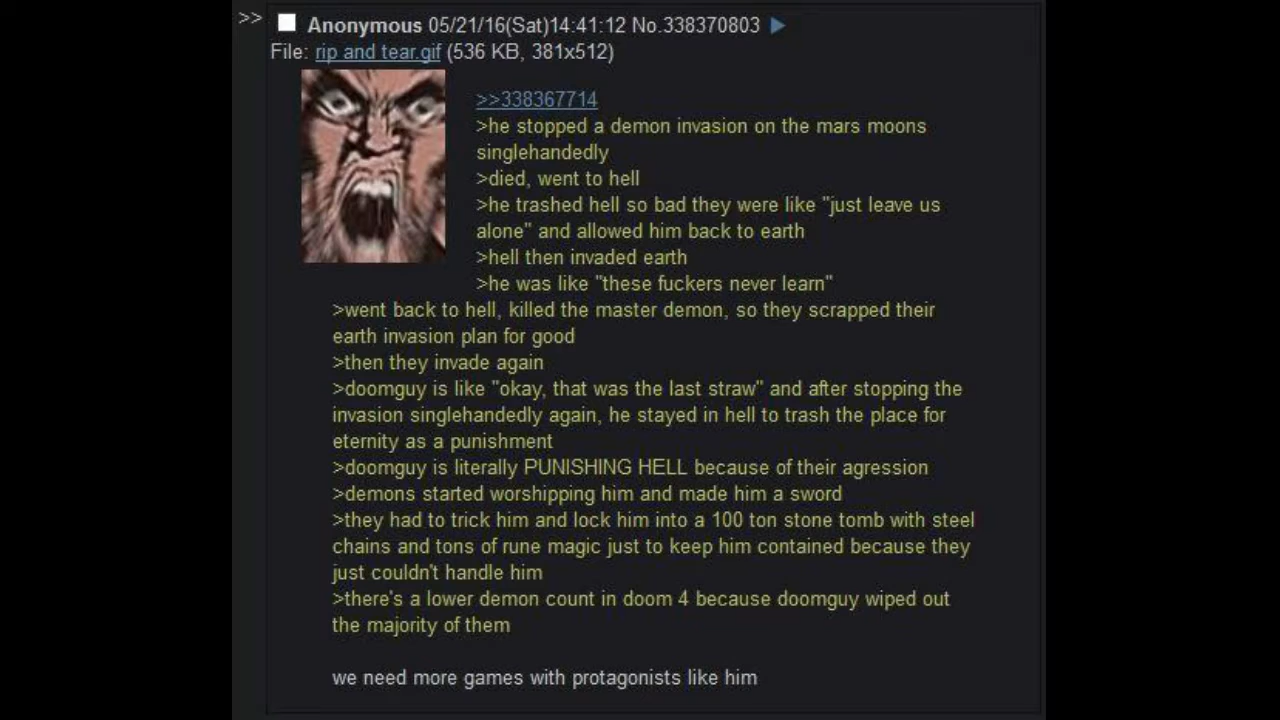 >> Anonymous 05/21/16(Sat)14:41:12 No.338370803 ▶
File: rip and tear.gif (536 KB, 381x512)
>>338367714
>he stopped a demon invasion on the mars moons
singlehandedly
>died, went to hell
>he trashed hell so bad they were like "just leave us
alone" and allowed him back to earth
>hell then invaded earth
>he was like "these fuckers never learn"
>went back to hell, killed the master demon, so they scrapped their
earth invasion plan for good
>then they invade again
>doomguy is like "okay, that was the last straw" and after stopping the
invasion singlehandedly again, he stayed in hell to trash the place for
eternity as a punishment
>doomguy is literally PUNISHING HELL because of their agression
>demons started worshipping him and made him a sword
>they had to trick him and lock him into a 100 ton stone tomb with steel
chains and tons of rune magic just to keep him contained because they
just couldn't handle him
>there's a lower demon count in doom 4 because doomguy wiped out
the majority of them
we need more games with protagonists like him